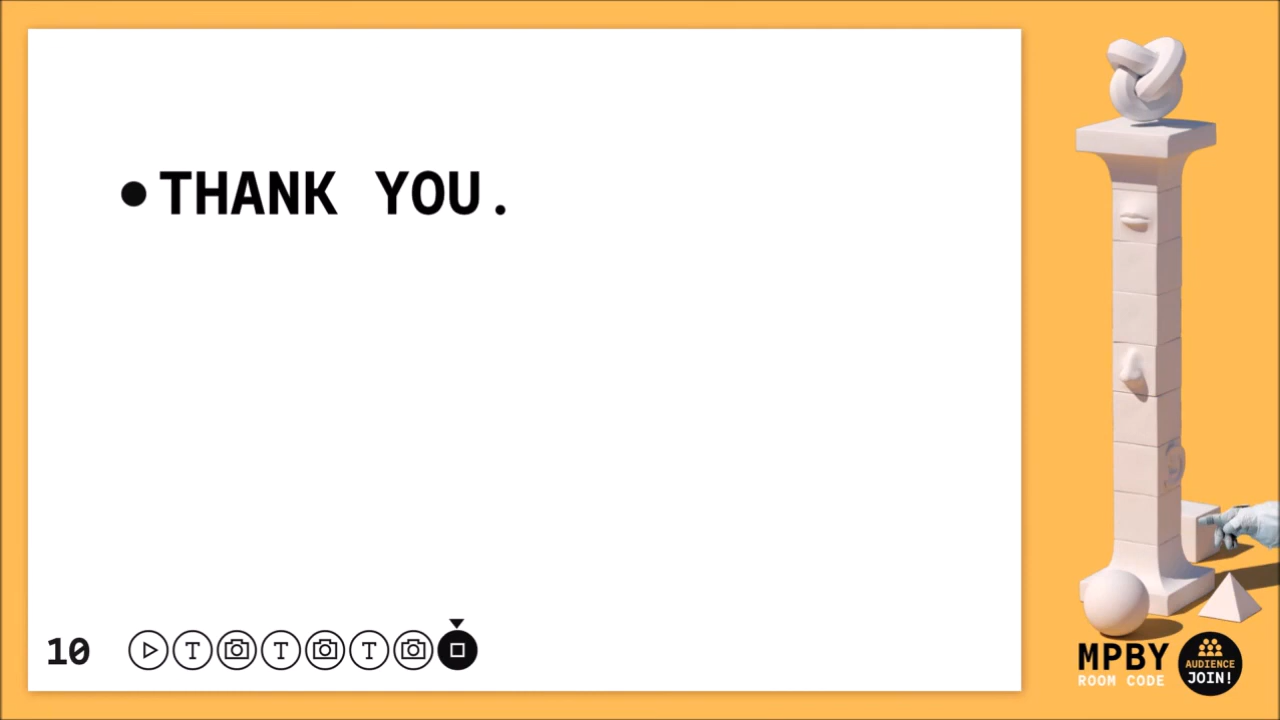 ● THANK YOU.
10
T
T
T
MPBY
ROOM CODE
AUDIENCE
JOIN!